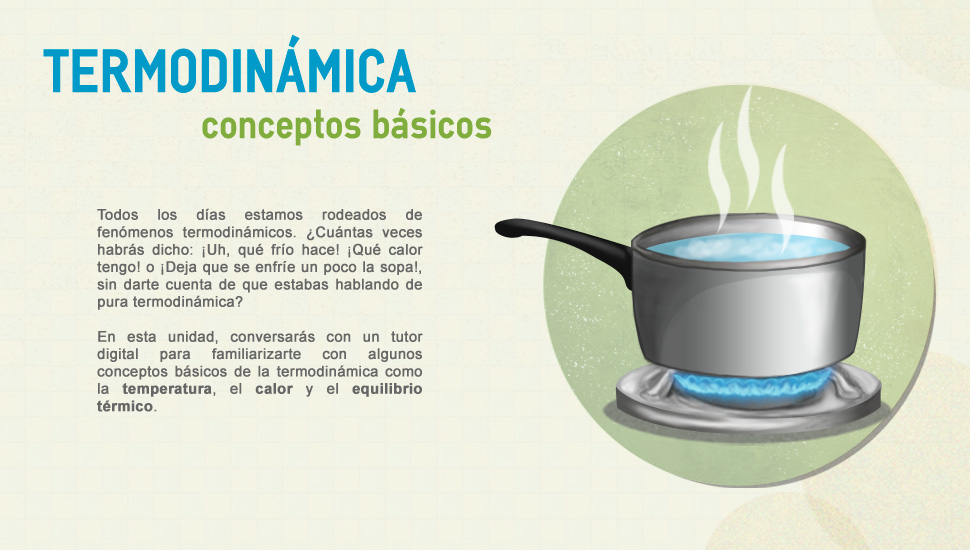 TERMODINÁMICA
conceptos básicos
Todos los días estamos rodeados de
fenómenos termodinámicos. ¿Cuántas veces
habrás dicho: ¡Uh, qué frío hace! ¡Qué calor
tengo! o ¡Deja que se enfríe un poco la sopa!,
sin darte cuenta de que estabas hablando de
pura termodinámica?
En esta unidad, conversarás con un tutor
digital para familiarizarte con algunos
conceptos básicos de la termodinámica como
la temperatura, el calor y el equilibrio
térmico.